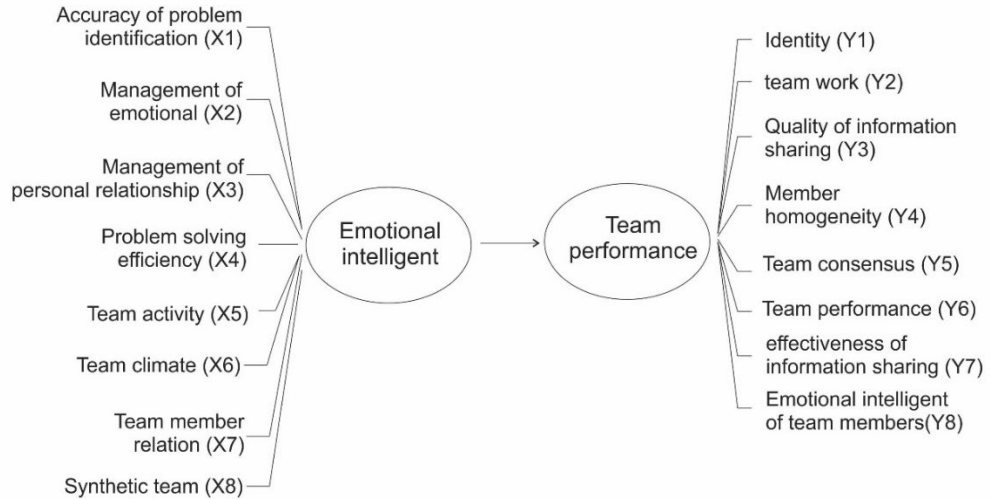 Accuracy of problem
identification (X1)
Management of
emotional (X2)
Management of
personal relationship (X3)
Problem solving
efficiency (X4)
Team activity (X5)
Team climate (X6)
Team member
relation (X7)
Synthetic team (X8)
Emotional
intelligent
Team
performance
Identity (Y1)
team work (Y2)
Quality of information
sharing (Y3)
Member
homogeneity (Y4)
Team consensus (Y5)
Team performance (Y6)
effectiveness of
information sharing (Y7)
Emotional intelligent
of team members(Y8)